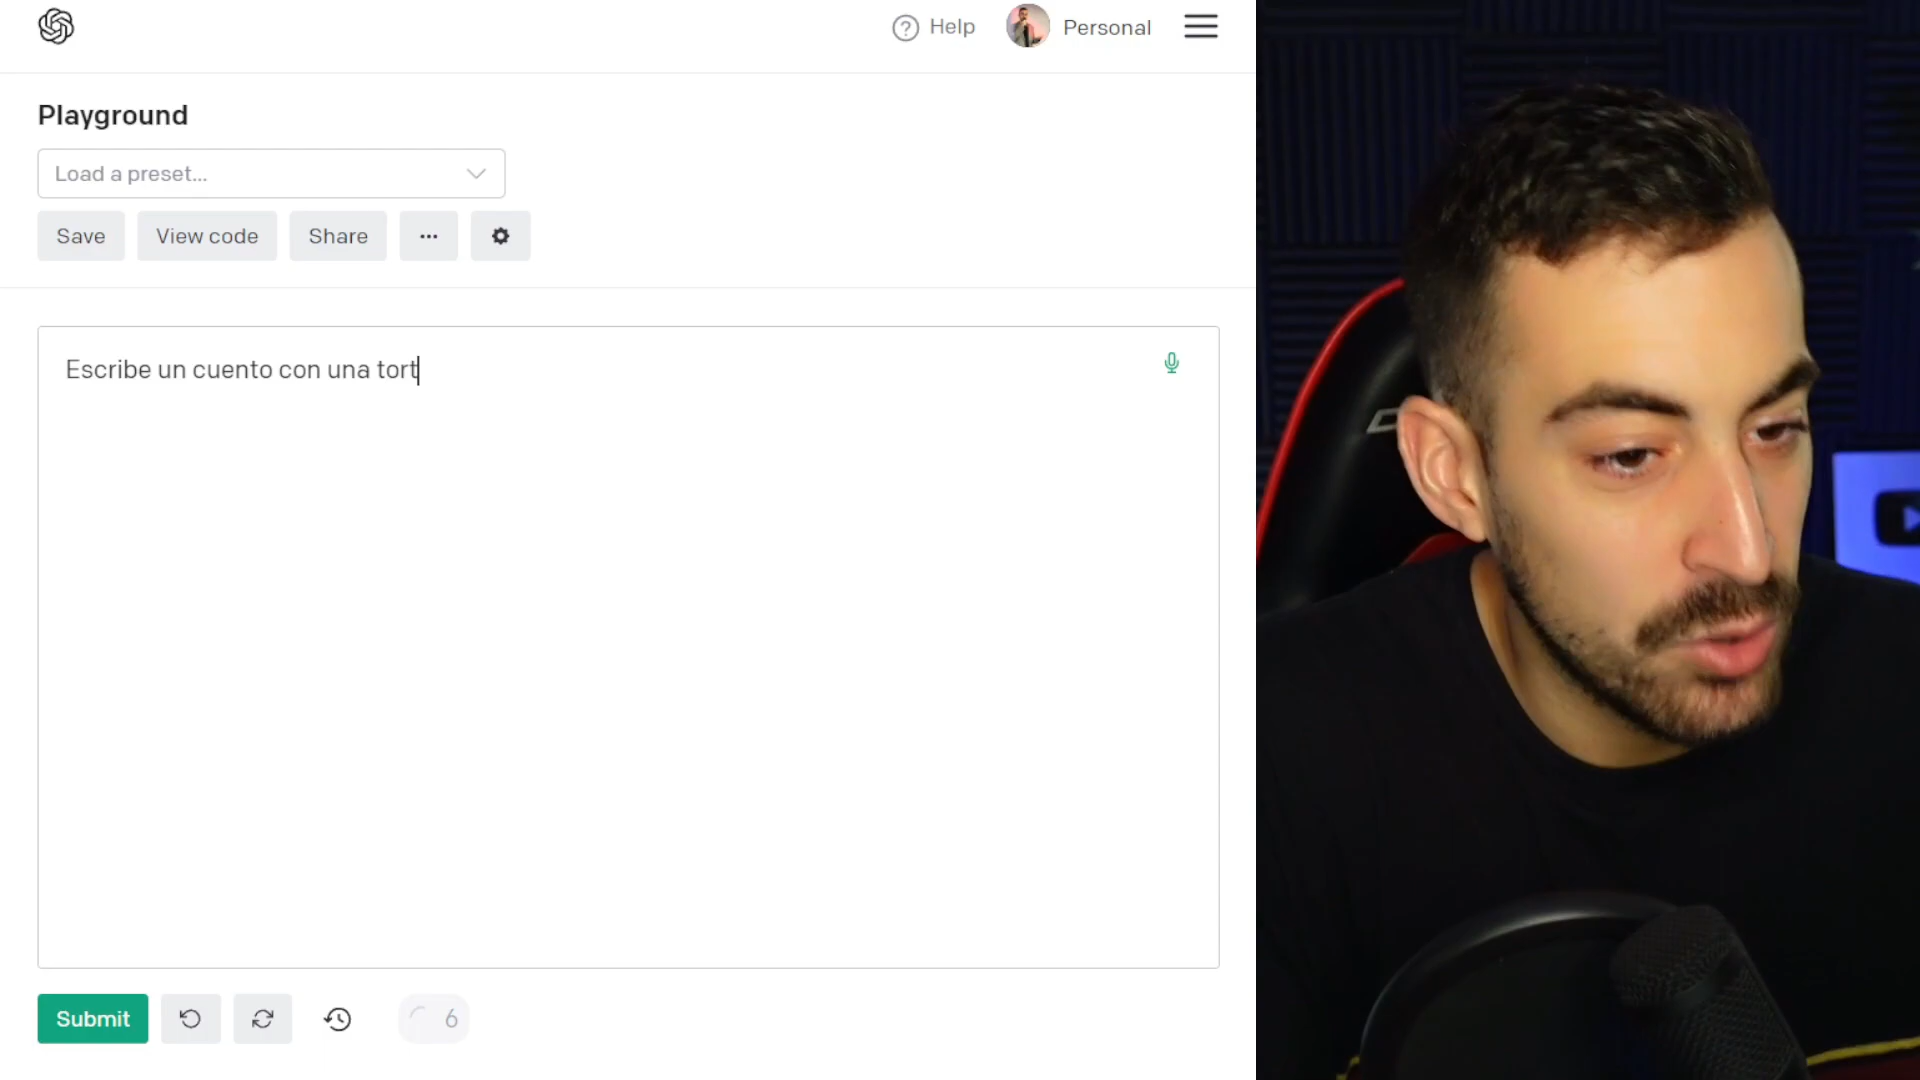 Help
Personal
Playground
Load a preset...
Save
View code
Share
...
Escribe un cuento con una tort
Submit
6